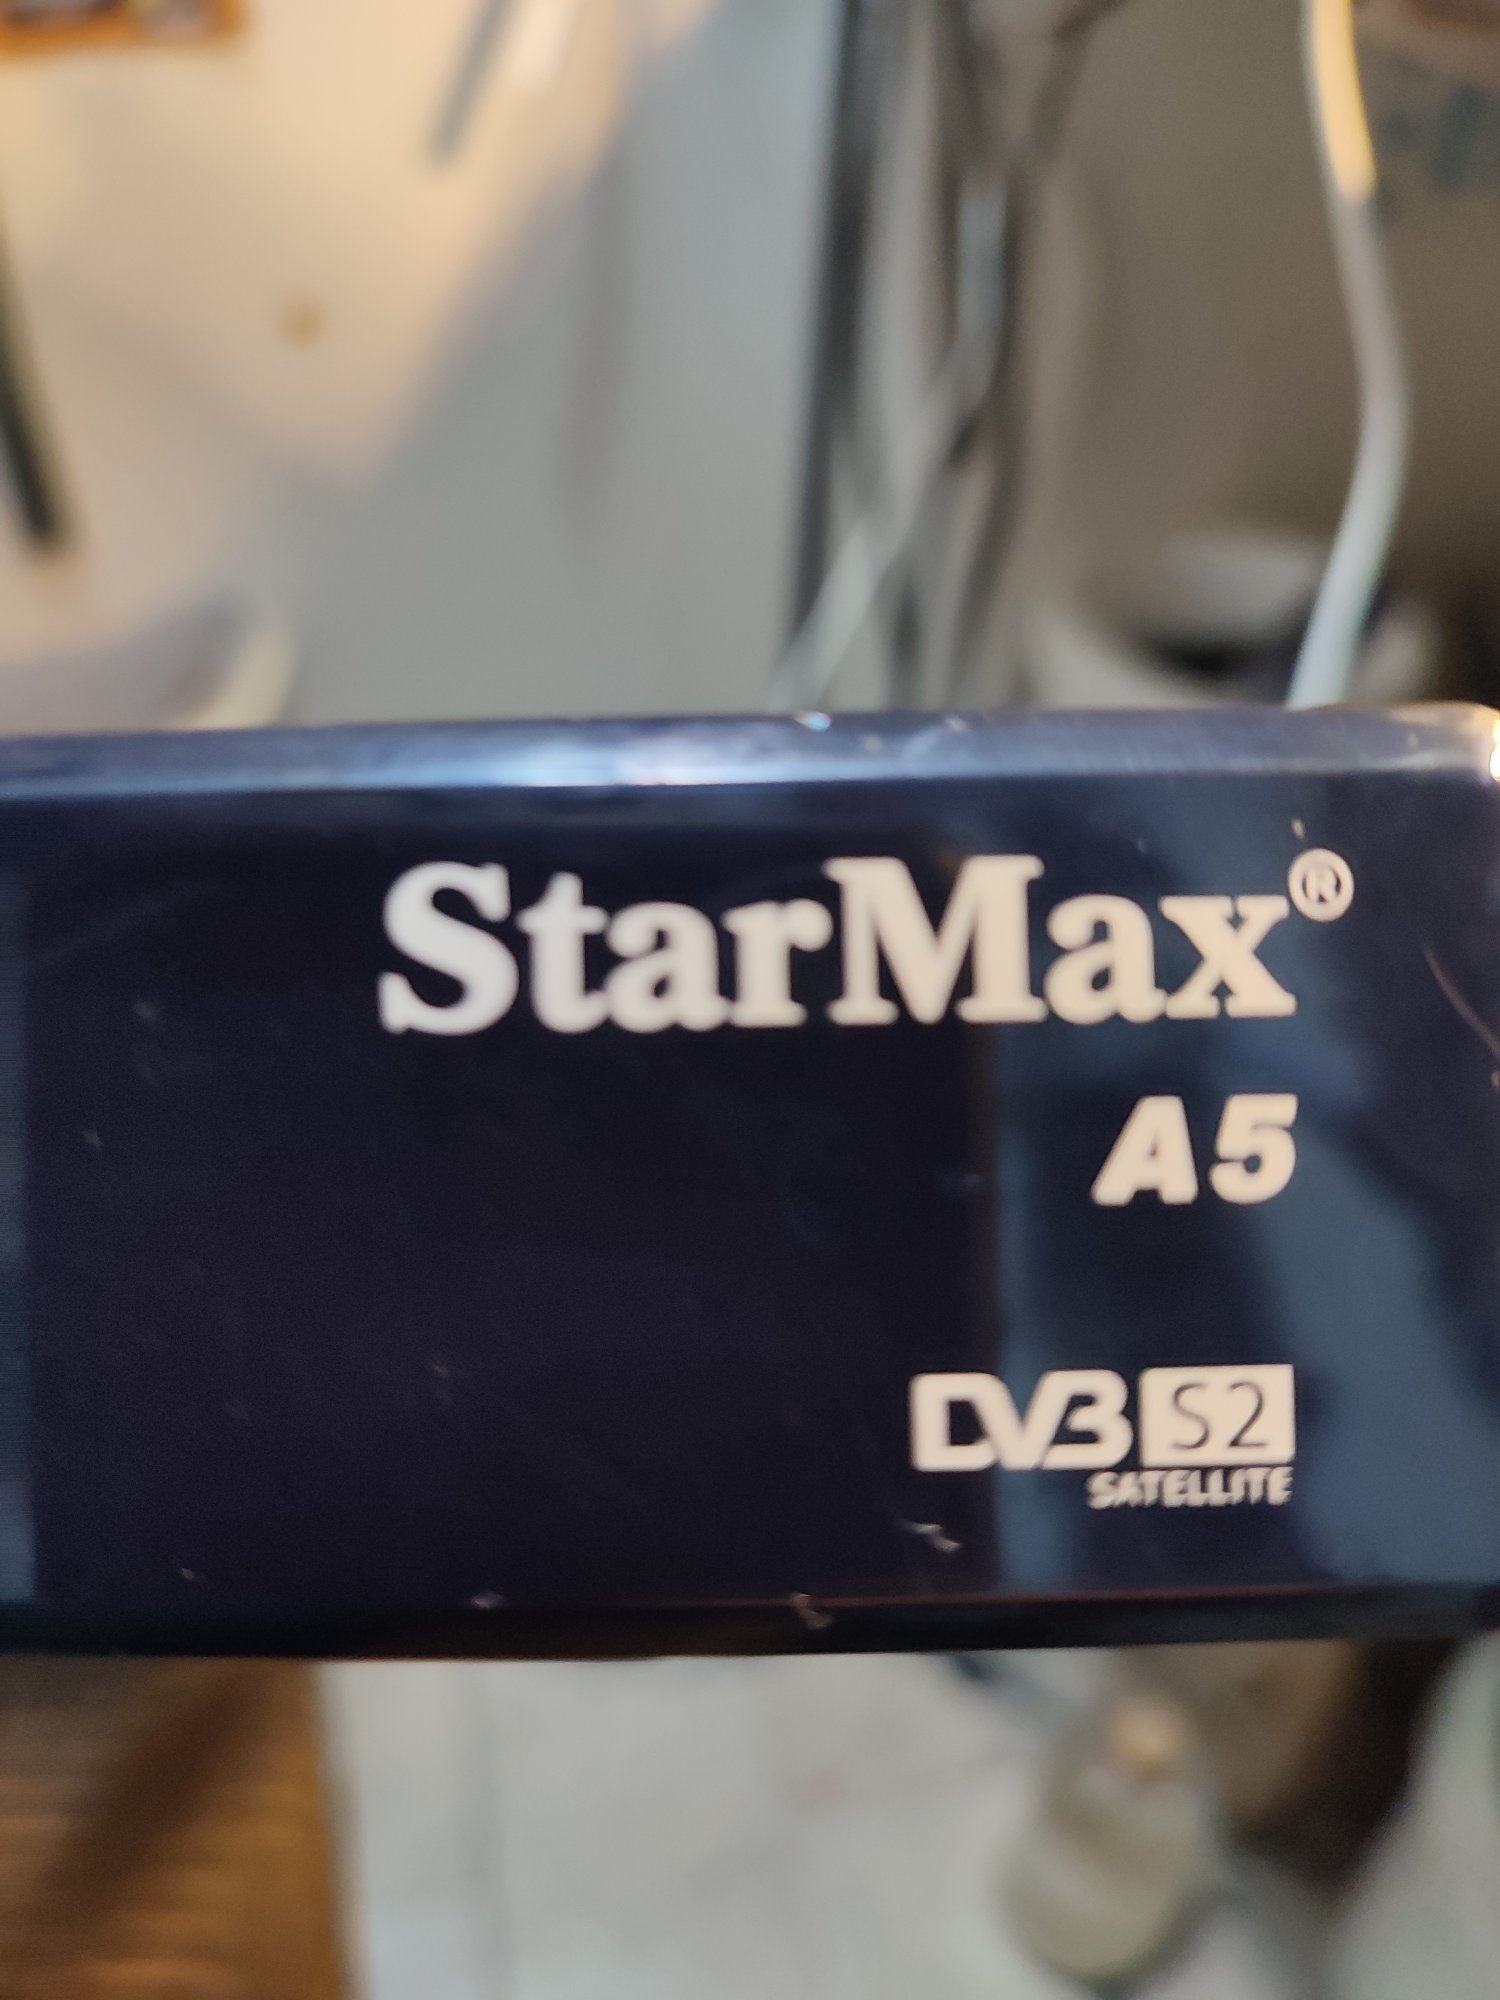 StarMax®
A5
DVB S2
SATELLITE